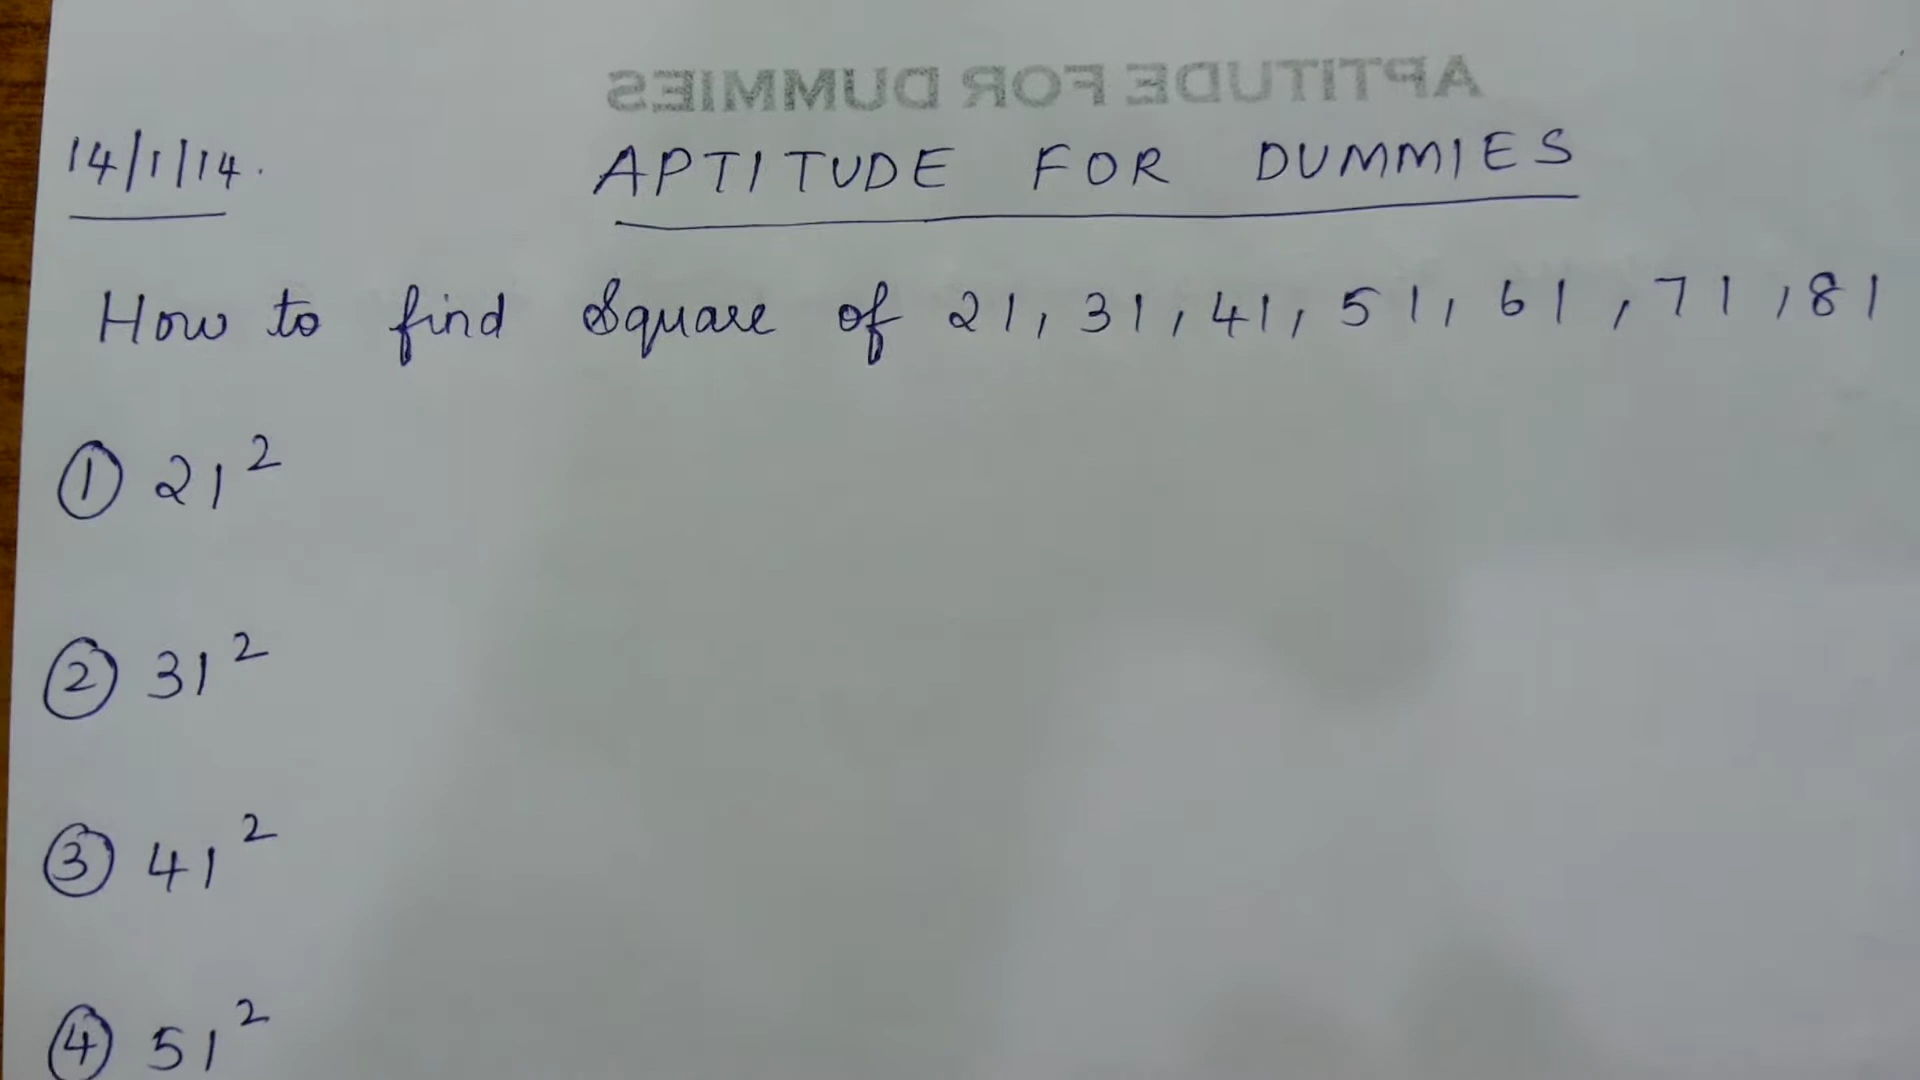 APTITUDE FOR DUMMIES
14/1/14.
APTITUDE FOR DUMMIES
How to find Square of 21, 31, 41, 51, 61, 71, 81
① 21²
② 31²
③ 41²
④ 51²